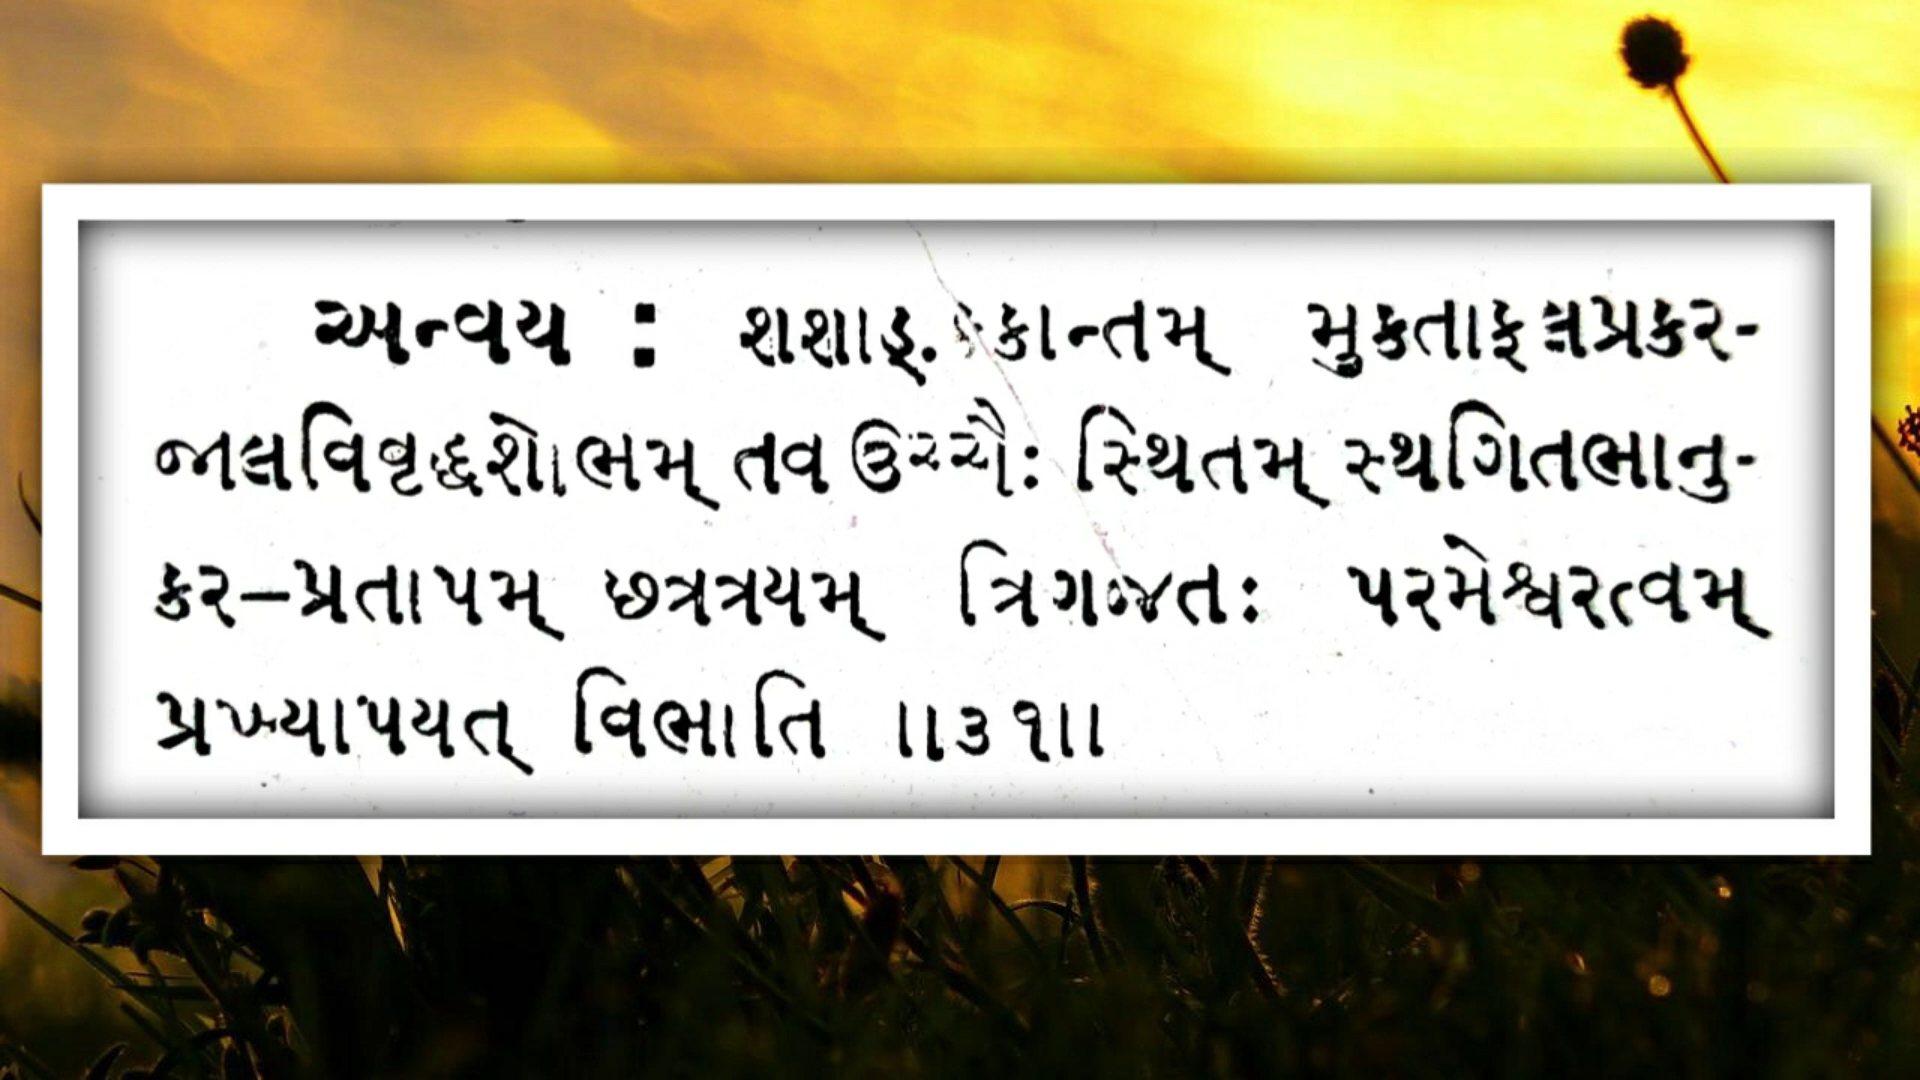 અન્વય : શશાઙ્કકાન્તમ્ મુક્તાફલપ્રકર-
જાલવિવૃદ્ધશોભમ્ તવ ઉચ્ચૈઃ સ્થિતમ્ સ્થગિતભાનુ-
કર–પ્રતાપમ્ છત્રત્રયમ્ ત્રિગજતઃ પરમેશ્વરત્વમ્
પ્રખ્યાપયત્ વિભાતિ ।।૩૧।।